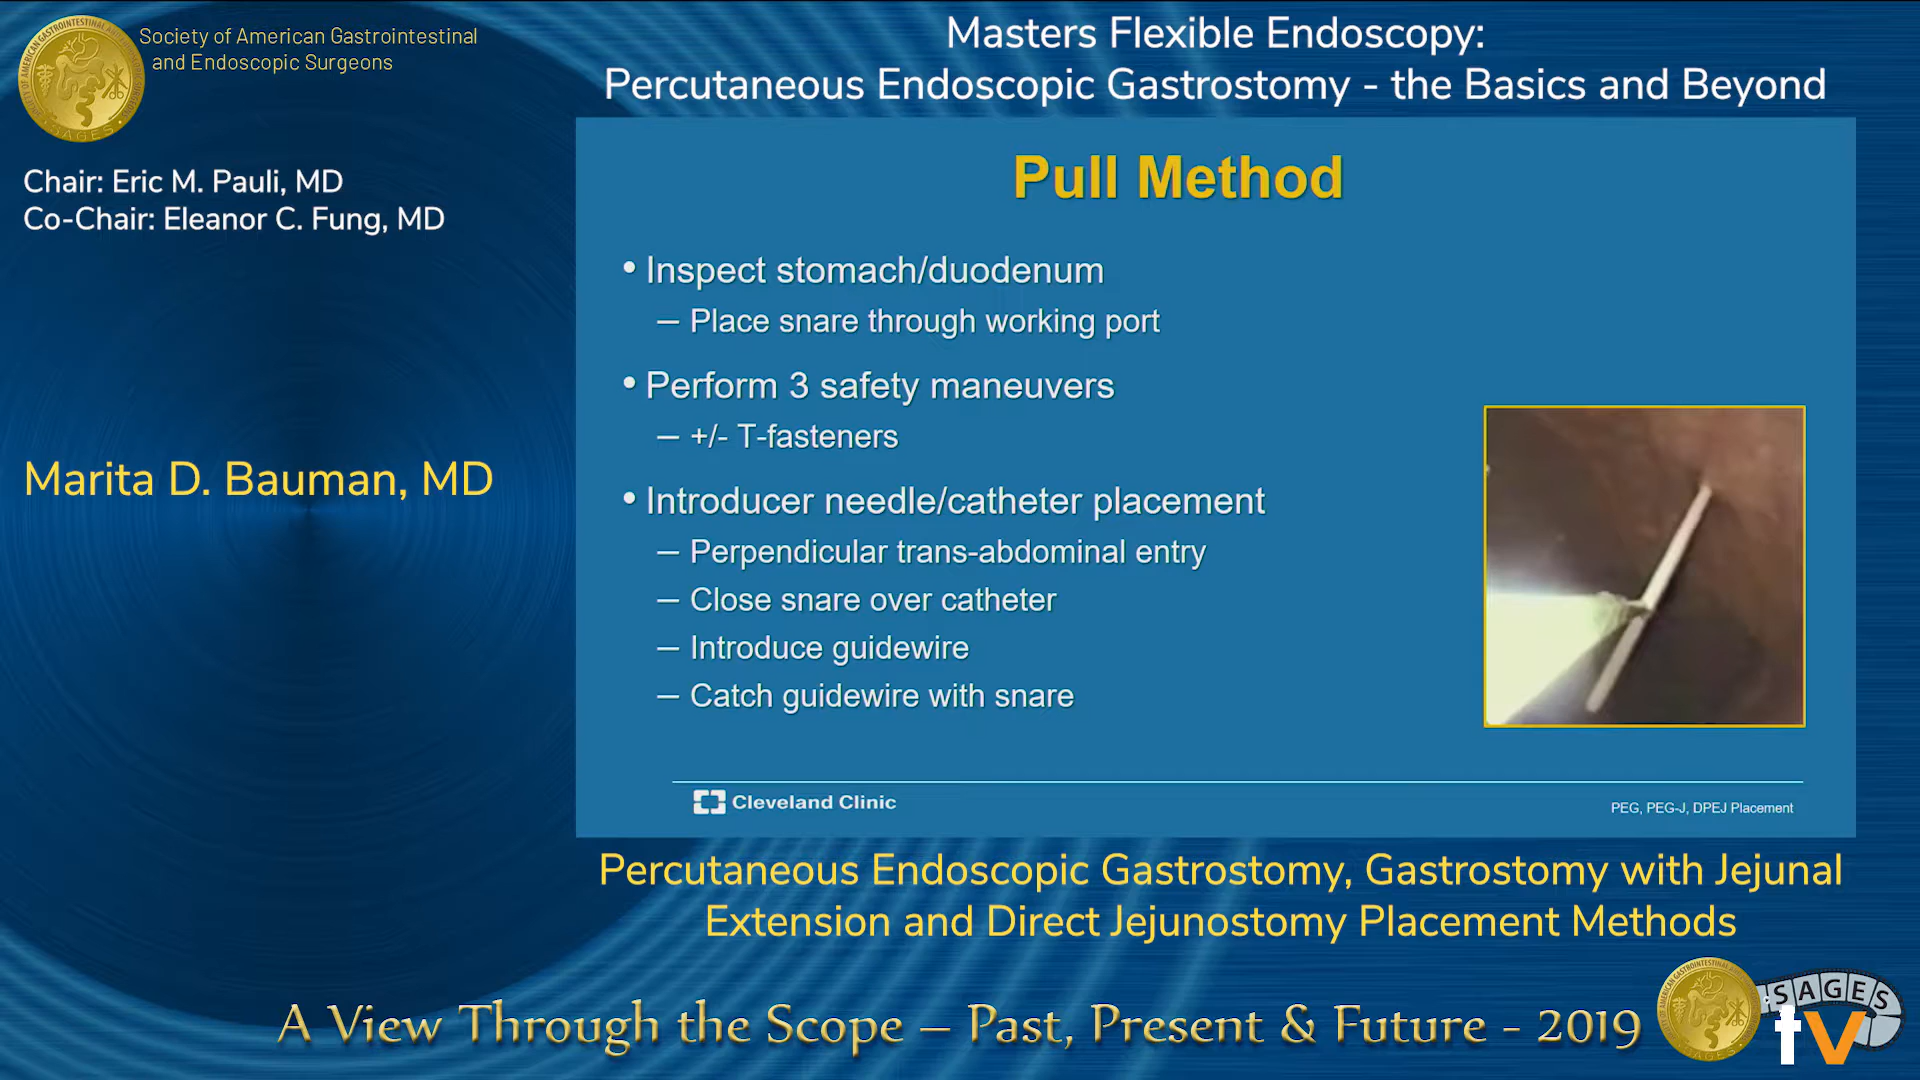 Society of American Gastrointestinal
and Endoscopic Surgeons
Masters Flexible Endoscopy:
Percutaneous Endoscopic Gastrostomy - the Basics and Beyond
Chair: Eric M. Pauli, MD
Co-Chair: Eleanor C. Fung, MD
Marita D. Bauman, MD
Pull Method
• Inspect stomach/duodenum
– Place snare through working port
• Perform 3 safety maneuvers
– +/- T-fasteners
• Introducer needle/catheter placement
– Perpendicular trans-abdominal entry
– Close snare over catheter
– Introduce guidewire
– Catch guidewire with snare
Cleveland Clinic
PEG, PEG-J, DPEJ Placement
Percutaneous Endoscopic Gastrostomy, Gastrostomy with Jejunal
Extension and Direct Jejunostomy Placement Methods
A View Through the Scope – Past, Present & Future - 2019
SAGES
tv